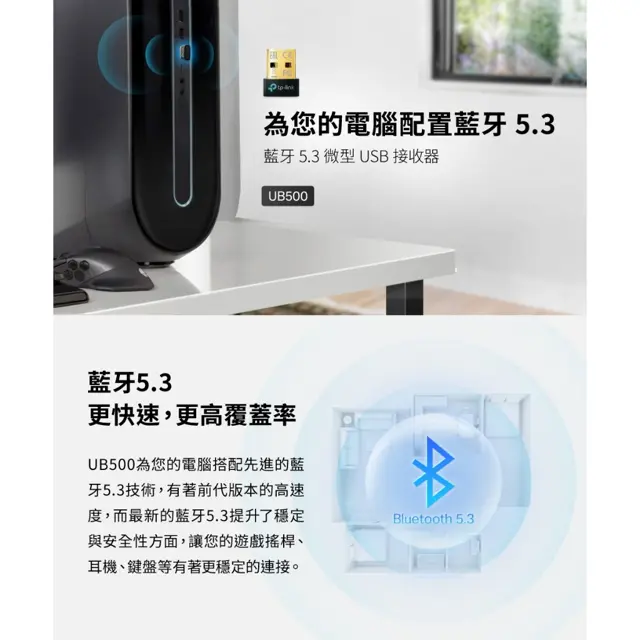 tp-link
為您的電腦配置藍牙 5.3
藍牙 5.3 微型 USB 接收器
UB500
藍牙5.3
更快速，更高覆蓋率
UB500為您的電腦搭配先進的藍
牙5.3技術，有著前代版本的高速
度，而最新的藍牙5.3提升了穩定
與安全性方面，讓您的遊戲搖桿、
耳機、鍵盤等有著更穩定的連接。
Bluetooth 5.3